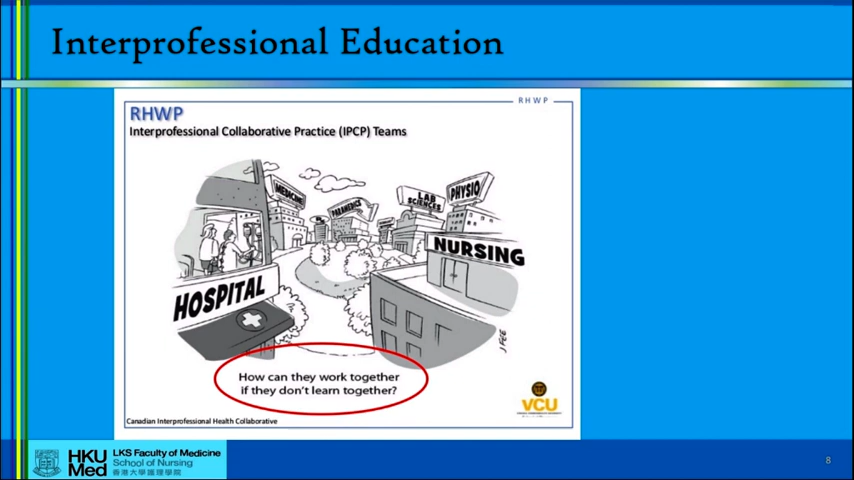 Interprofessional Education
RHWP
RHWP
Interprofessional Collaborative Practice (IPCP) Teams
MEDICINE
PARAMEDICS
LAB
SCIENCES
PHYSIO
NURSING
HOSPITAL
J FEE
How can they work together
if they don't learn together?
VCU
Canadian Interprofessional Health Collaborative
HKU
Med
LKS Faculty of Medicine
School of Nursing
香港大學護理學院
8